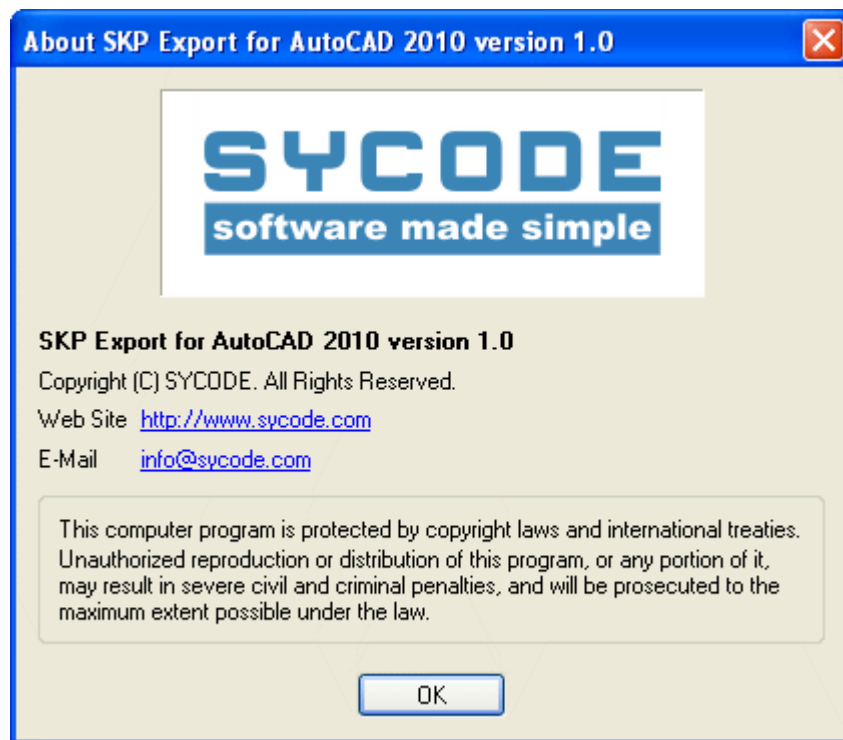 About SKP Export for AutoCAD 2010 version 1.0
SYCODE
software made simple
SKP Export for AutoCAD 2010 version 1.0
Copyright (C) SYCODE. All Rights Reserved.
Web Site http://www.sycode.com
E-Mail info@sycode.com
This computer program is protected by copyright laws and international treaties.
Unauthorized reproduction or distribution of this program, or any portion of it,
may result in severe civil and criminal penalties, and will be prosecuted to the
maximum extent possible under the law.
OK